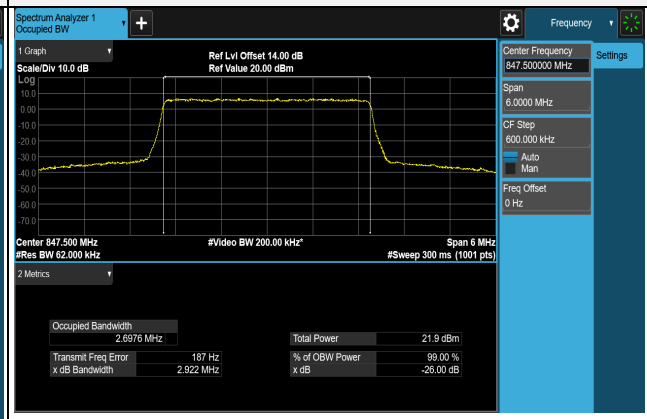 Spectrum Analyzer 1
Occupied BW
Frequency
Settings
1 Graph
Scale/Div 10.0 dB
Ref Lvl Offset 14.00 dB
Ref Value 20.00 dBm
Log
10.0
0.00
-10.0
-20.0
-30.0
-40.0
-50.0
-60.0
-70.0
Center 847.500 MHz
#Video BW 200.00 kHz*
Span 6 MHz
#Res BW 62.000 kHz
#Sweep 300 ms (1001 pts)
2 Metrics
Occupied Bandwidth
2.6976 MHz
Total Power 21.9 dBm
Transmit Freq Error 187 Hz
% of OBW Power 99.00 %
x dB Bandwidth 2.922 MHz
x dB -26.00 dB
Center Frequency
847.500000 MHz
Span
6.0000 MHz
CF Step
600.000 kHz
Auto
Man
Freq Offset
0 Hz